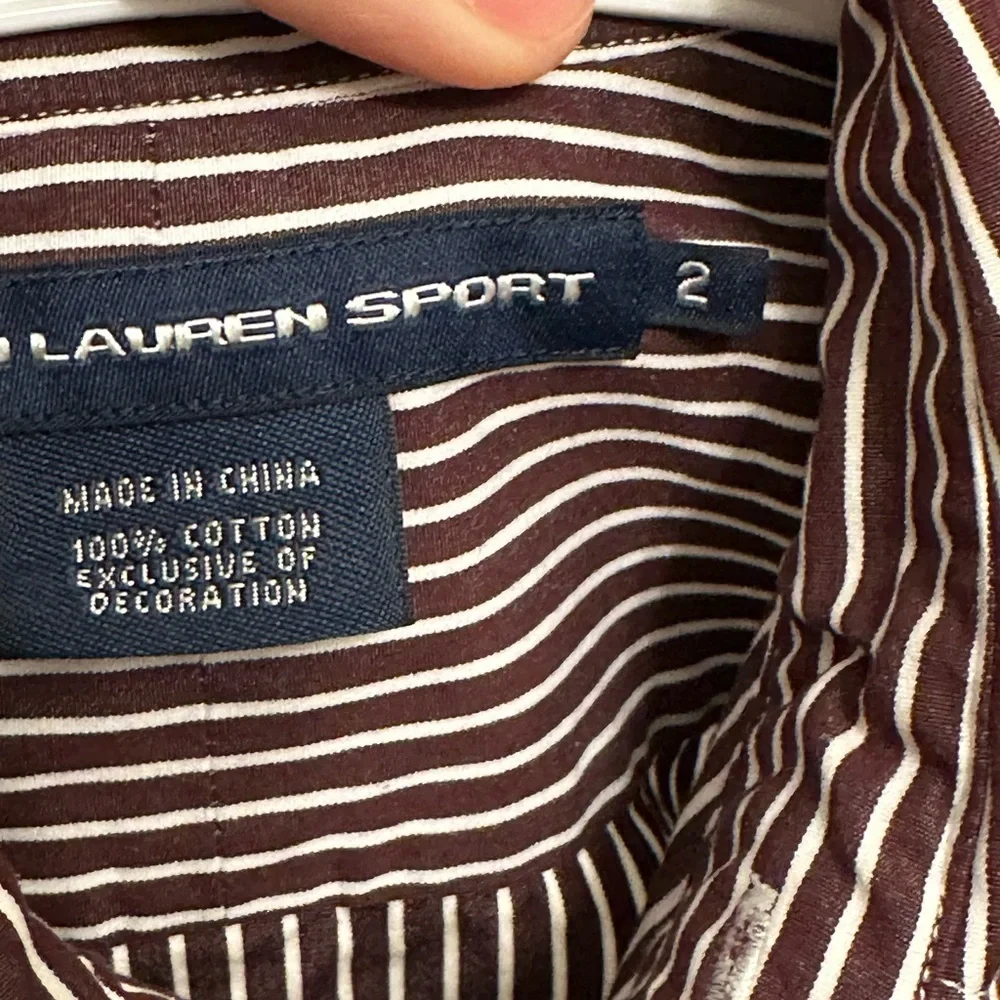 LAUREN SPORT
2
MADE IN CHINA
100% COTTON
EXCLUSIVE OF
DECORATION